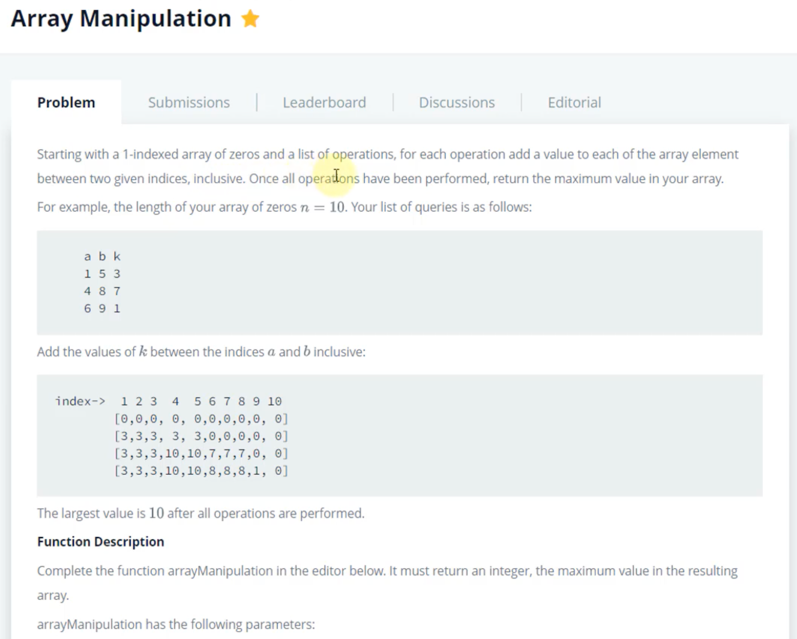 Array Manipulation
Problem
Submissions
Leaderboard
Discussions
Editorial
Starting with a 1-indexed array of zeros and a list of operations, for each operation add a value to each of the array element
between two given indices, inclusive. Once all operations have been performed, return the maximum value in your array.
For example, the length of your array of zeros n = 10. Your list of queries is as follows:
a b k
1 5 3
4 8 7
6 9 1
Add the values of k between the indices a and b inclusive:
index-> 1 2 3 4 5 6 7 8 9 10
[0,0,0, 0, 0,0,0,0,0, 0]
[3,3,3, 3, 3,0,0,0,0, 0]
[3,3,3,10,10,7,7,7,0, 0]
[3,3,3,10,10,8,8,8,1, 0]
The largest value is 10 after all operations are performed.
Function Description
Complete the function arrayManipulation in the editor below. It must return an integer, the maximum value in the resulting
array.
arrayManipulation has the following parameters: